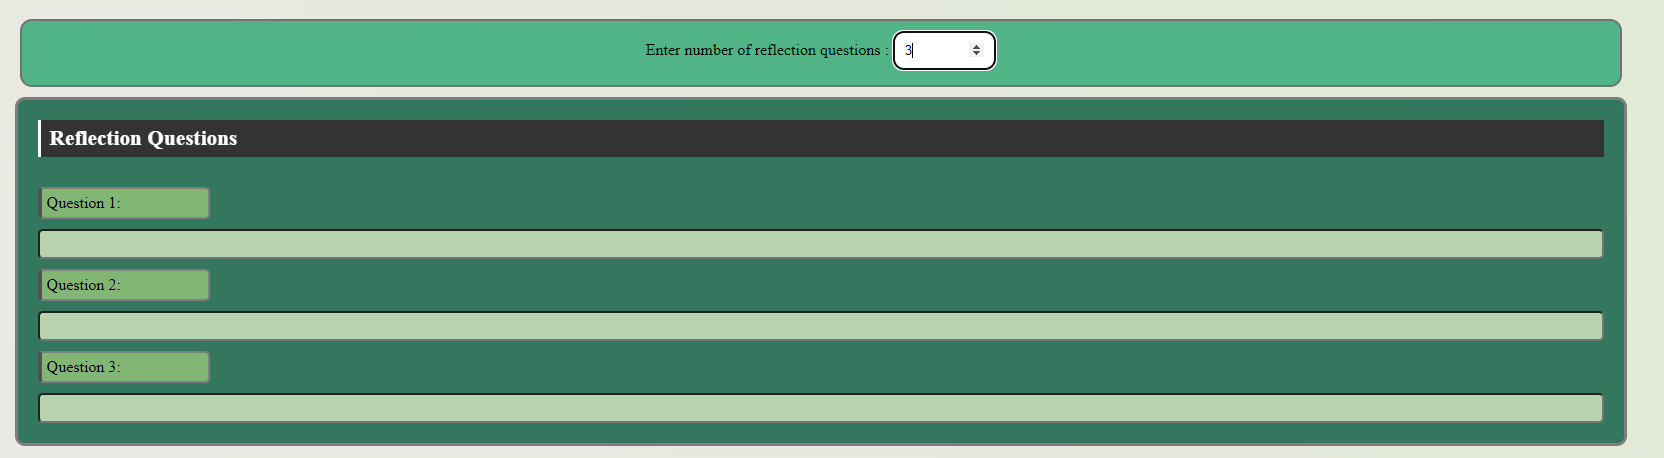 Enter number of reflection questions : 3
Reflection Questions
Question 1:
Question 2:
Question 3: